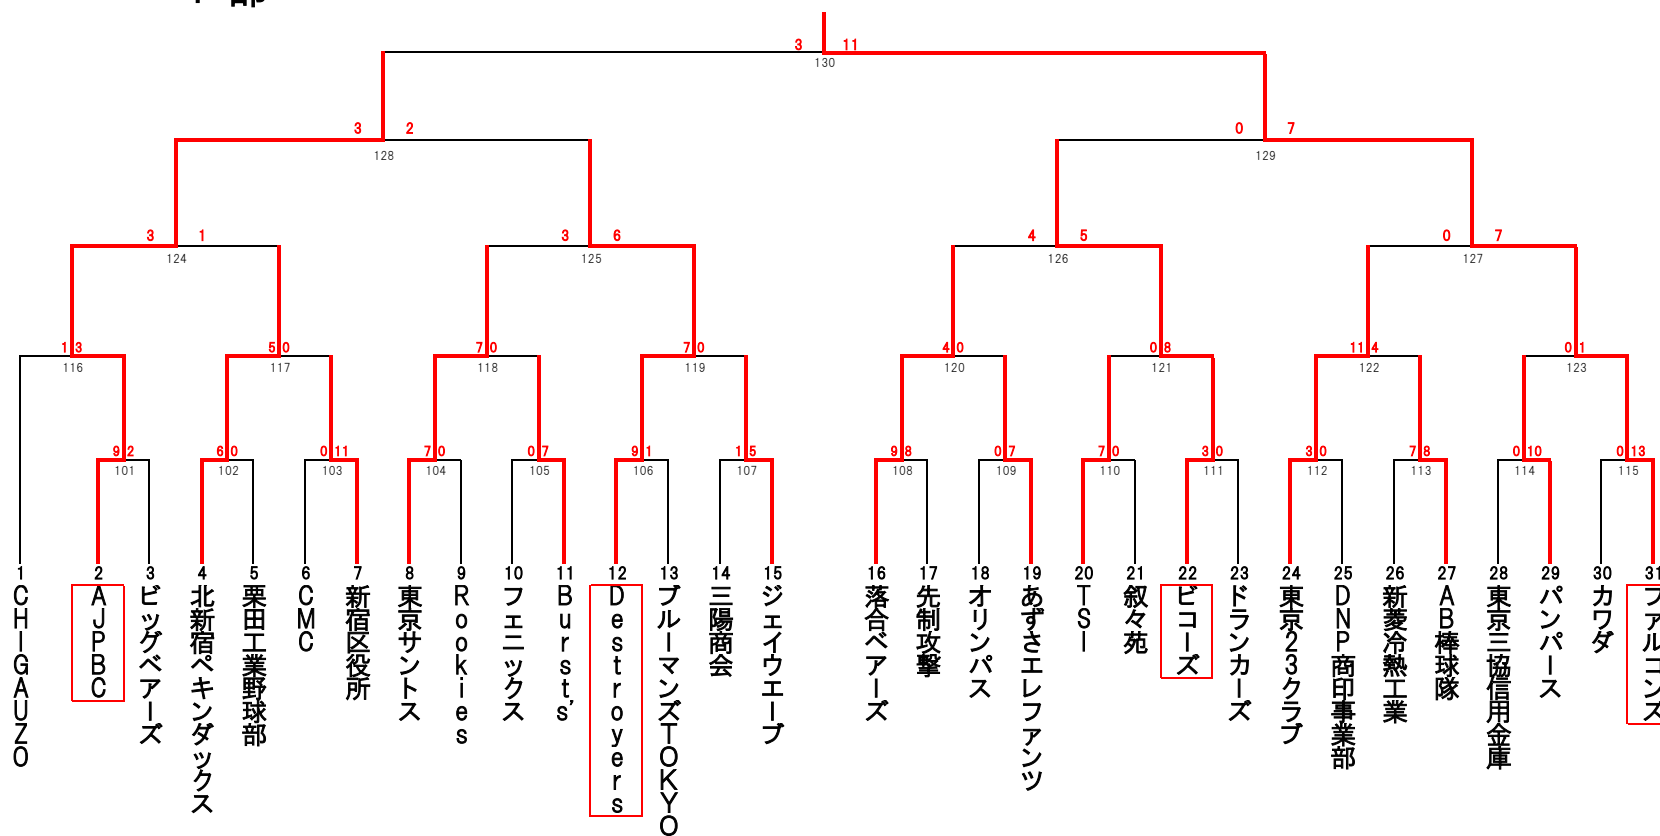 部
3 11
130
3 2
128
0 7
129
3 1
124
3 6
125
4 5
126
0 7
127
1 3
116
5 0
117
7 0
118
7 0
119
4 0
120
0 8
121
11 4
122
0 1
123
9 2
101
6 0
102
0 11
103
7 0
104
0 7
105
9 1
106
1 5
107
9 8
108
0 7
109
7 0
110
3 0
111
3 0
112
7 8
113
0 10
114
0 13
115
1 CHIGAUZO
2 AJPBC
3 ビッグベアーズ
4 北新宿ペキンダックス
5 栗田工業野球部
6 CMC
7 新宿区役所
8 東京サントス
9 Rookies
10 フェニックス
11 Burst's
12 Destroyers
13 ブルーマンズTOKYO
14 三陽商会
15 ジェイウエーブ
16 落合ベアーズ
17 先制攻撃
18 オリンパス
19 あずさエレファンツ
20 TSI
21 叙々苑
22 ビコーズ
23 ドランカーズ
24 東京23クラブ
25 DNP商印事業部
26 新菱冷熱工業
27 AB棒球隊
28 東京三協信用金庫
29 パンパース
30 カワダ
31 ファルコンズ